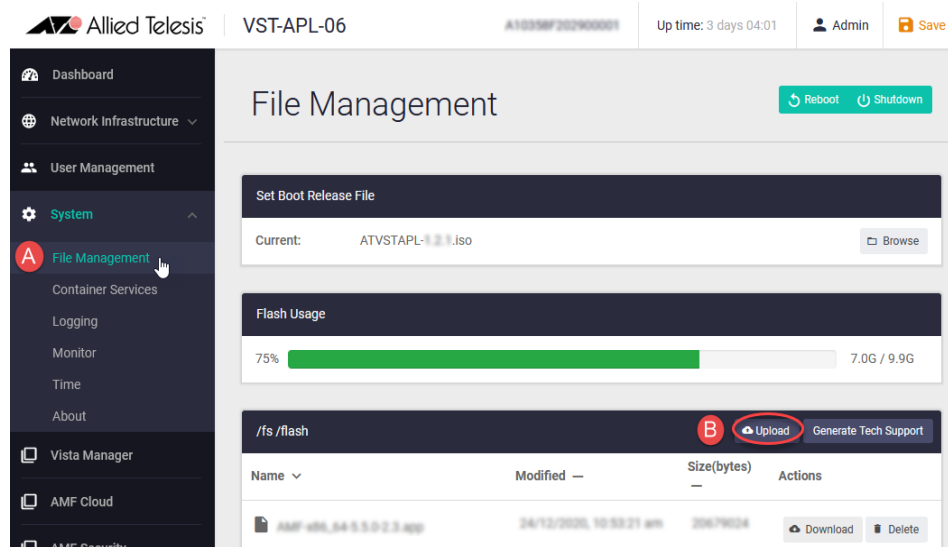 Allied Telesis
VST-APL-06
Up time: 3 days 04:01
Admin
Save
Dashboard
Network Infrastructure
User Management
System
A
File Management
Container Services
Logging
Monitor
Time
About
Vista Manager
AMF Cloud
AMF Security
File Management
Reboot
Shutdown
Set Boot Release File
Current: ATVSTAPL- .iso
Browse
Flash Usage
75% 7.0G / 9.9G
/fs /flash
B
Upload
Generate Tech Support
Name Modified — Size(bytes) — Actions
Download
Delete